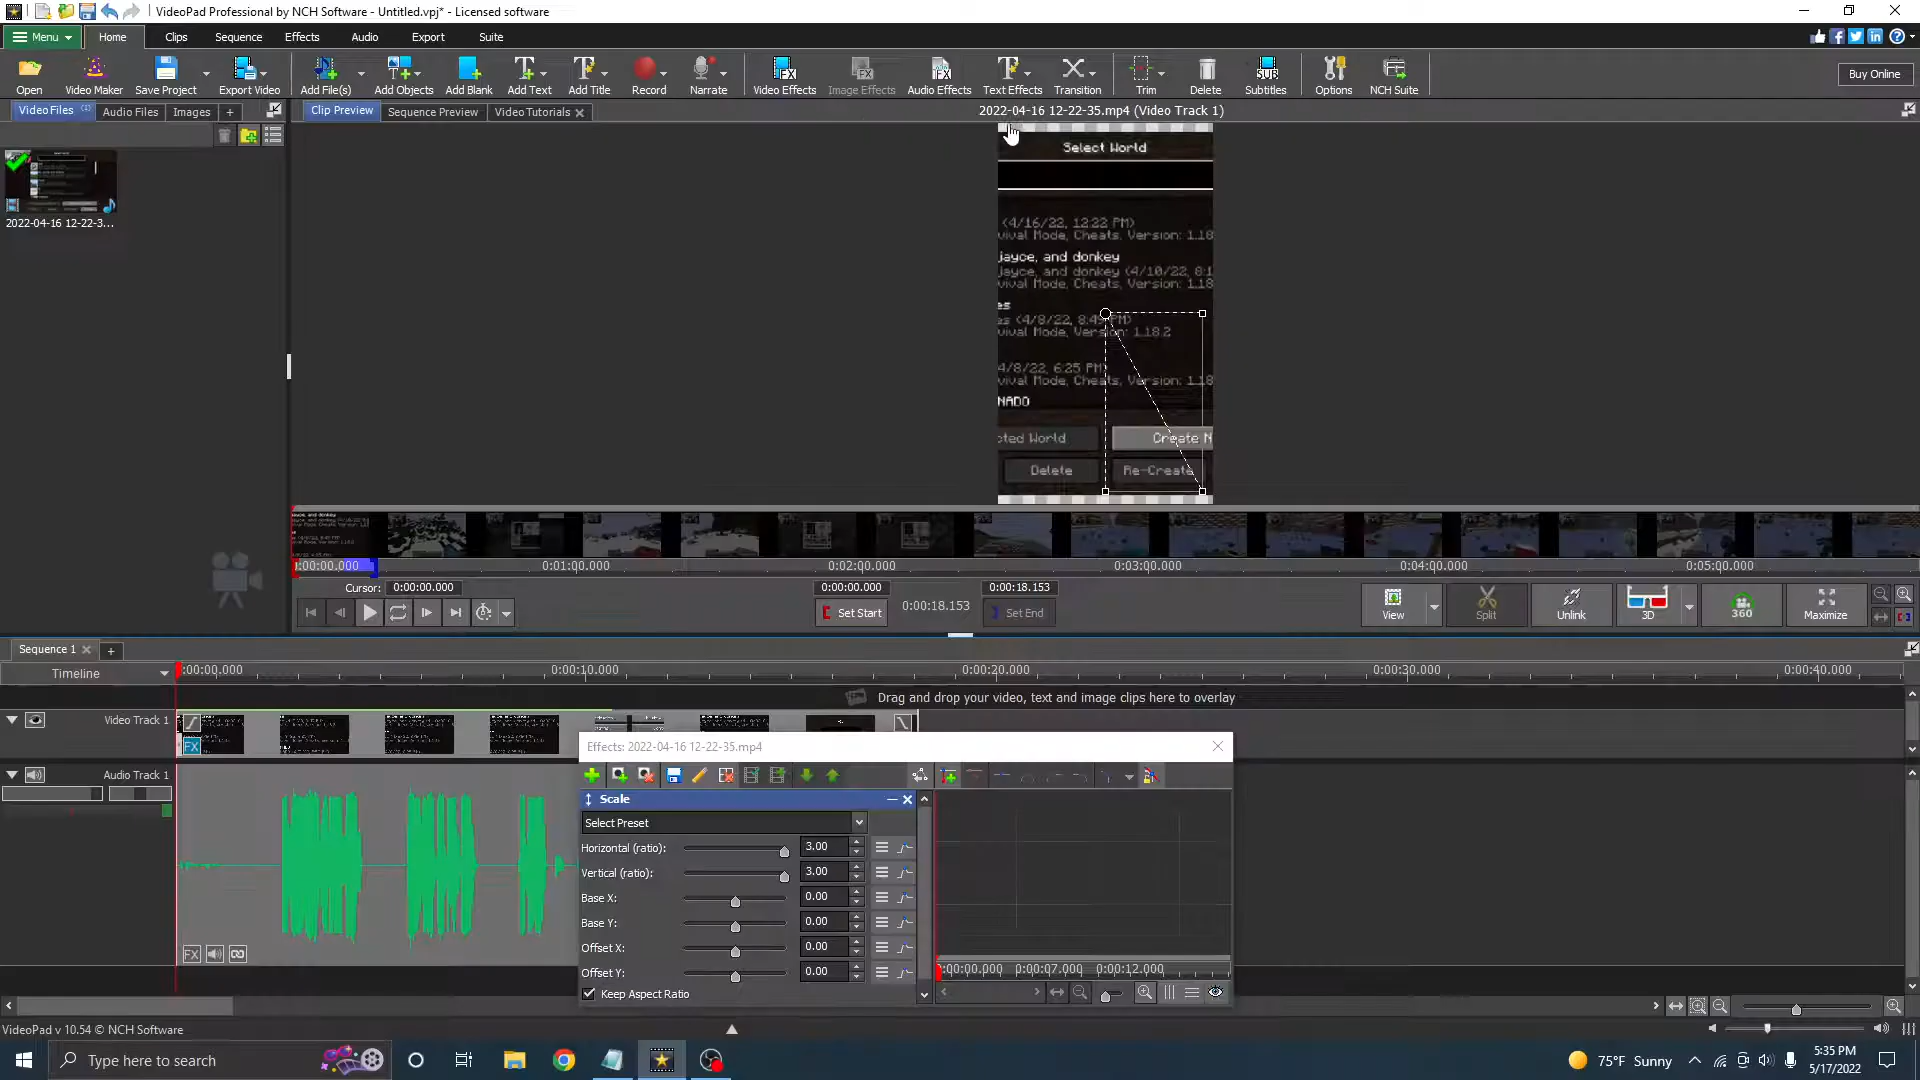 VideoPad Professional by NCH Software - Untitled.vpj* - Licensed software
Menu Home Clips Sequence Effects Audio Export Suite
Open Video Maker Save Project Export Video Add File(s) Add Objects Add Blank Add Text Add Title Record Narrate Video Effects Image Effects Audio Effects Text Effects Transition Trim Delete Subtitles Options NCH Suite Buy Online
Video Files Audio Files Images + Clip Preview Sequence Preview Video Tutorials 2022-04-16 12-22-35.mp4 (Video Track 1)
2022-04-16 12-22-3...
Select World
(4/16/22, 12:22 PM)
vival Mode, Cheats, Version: 1.18
jayce, and donkey
jayce, and donkey (4/10/22, 8:1
vival Mode, Cheats, Version: 1.18
es
es (4/8/22, 8:49 PM)
vival Mode, Version: 1.18.2
4/8/22, 6:25 PM)
vival Mode, Cheats, Version: 1.18
NADO
cted World Create N
Delete Re-Create
0:00:00.000 0:01:00.000 0:02:00.000 0:03:00.000 0:04:00.000 0:05:00.000
Cursor: 0:00:00.000 0:00:00.000 0:00:18.153
Set Start 0:00:18.153 Set End View Split Unlink 3D 360 Maximize
Sequence 1 +
Timeline 0:00:00.000 0:00:10.000 0:00:20.000 0:00:30.000 0:00:40.000
Drag and drop your video, text and image clips here to overlay
Video Track 1
FX
Audio Track 1
FX
Effects: 2022-04-16 12-22-35.mp4
Scale
Select Preset
Horizontal (ratio): 3.00
Vertical (ratio): 3.00
Base X: 0.00
Base Y: 0.00
Offset X: 0.00
Offset Y: 0.00
Keep Aspect Ratio
0:00:00.000 0:00:07.000 0:00:12.000
VideoPad v 10.54 © NCH Software
Type here to search
75°F Sunny
5:35 PM
5/17/2022